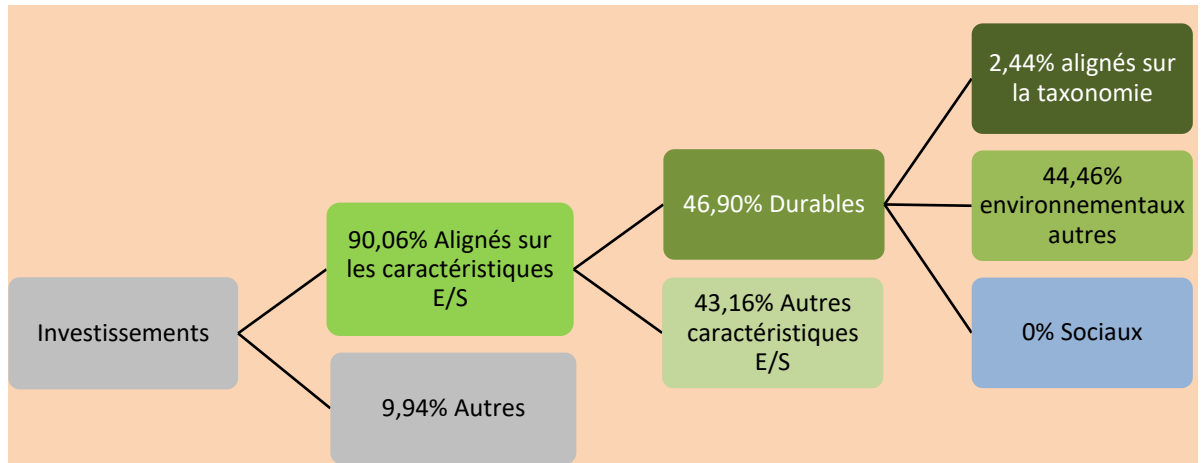 Investissements
90,06% Alignés sur
les caractéristiques
E/S
9,94% Autres
46,90% Durables
43,16% Autres
caractéristiques
E/S
2,44% alignés sur
la taxonomie
44,46%
environnementaux
autres
0% Sociaux